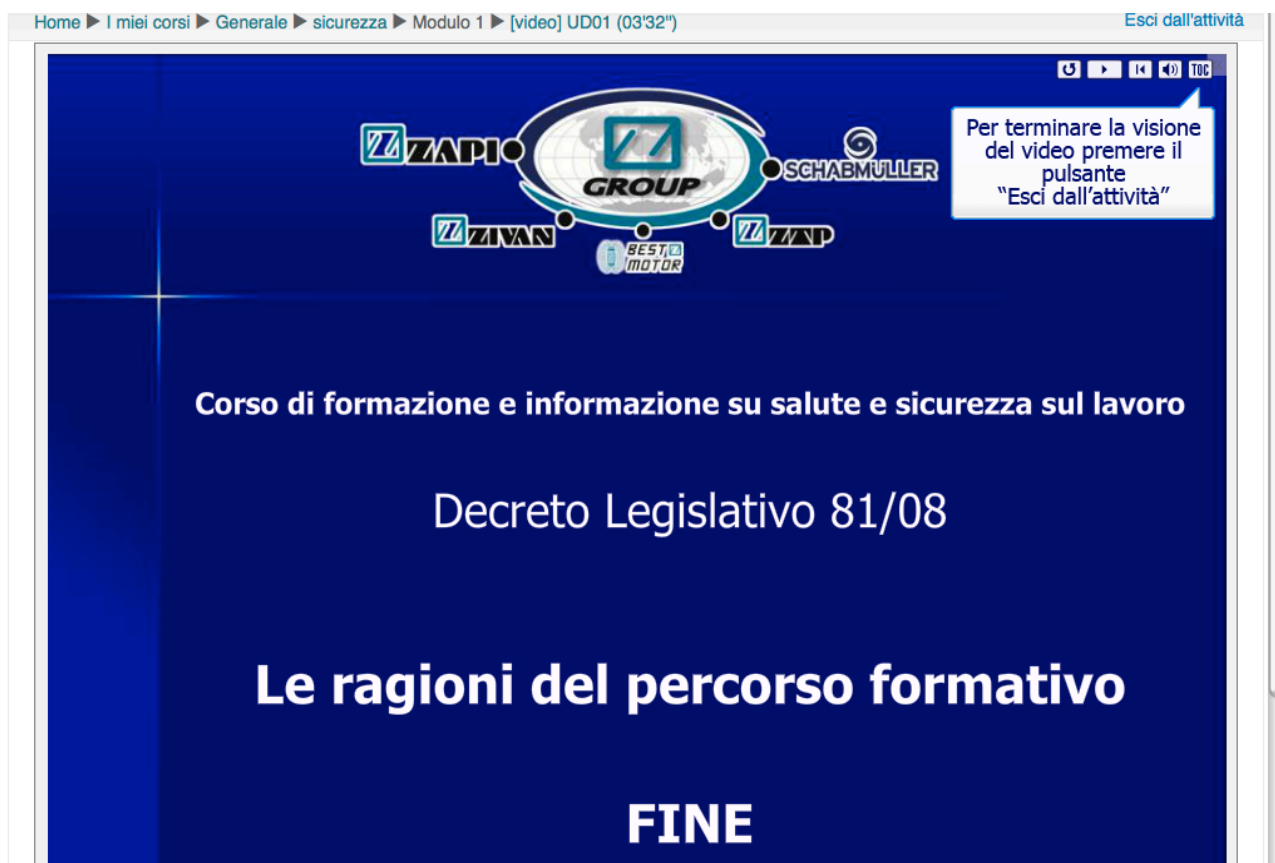 Home ▶ I miei corsi ▶ Generale ▶ sicurezza ▶ Modulo 1 ▶ [video] UD01 (03'32")
Esci dall'attività
TOC
Per terminare la visione
del video premere il
pulsante
“Esci dall’attività”
ZAPI
GROUP
SCHABMÜLLER
ZIVAN
BEST
MOTOR
ZTP
Corso di formazione e informazione su salute e sicurezza sul lavoro
Decreto Legislativo 81/08
Le ragioni del percorso formativo
FINE